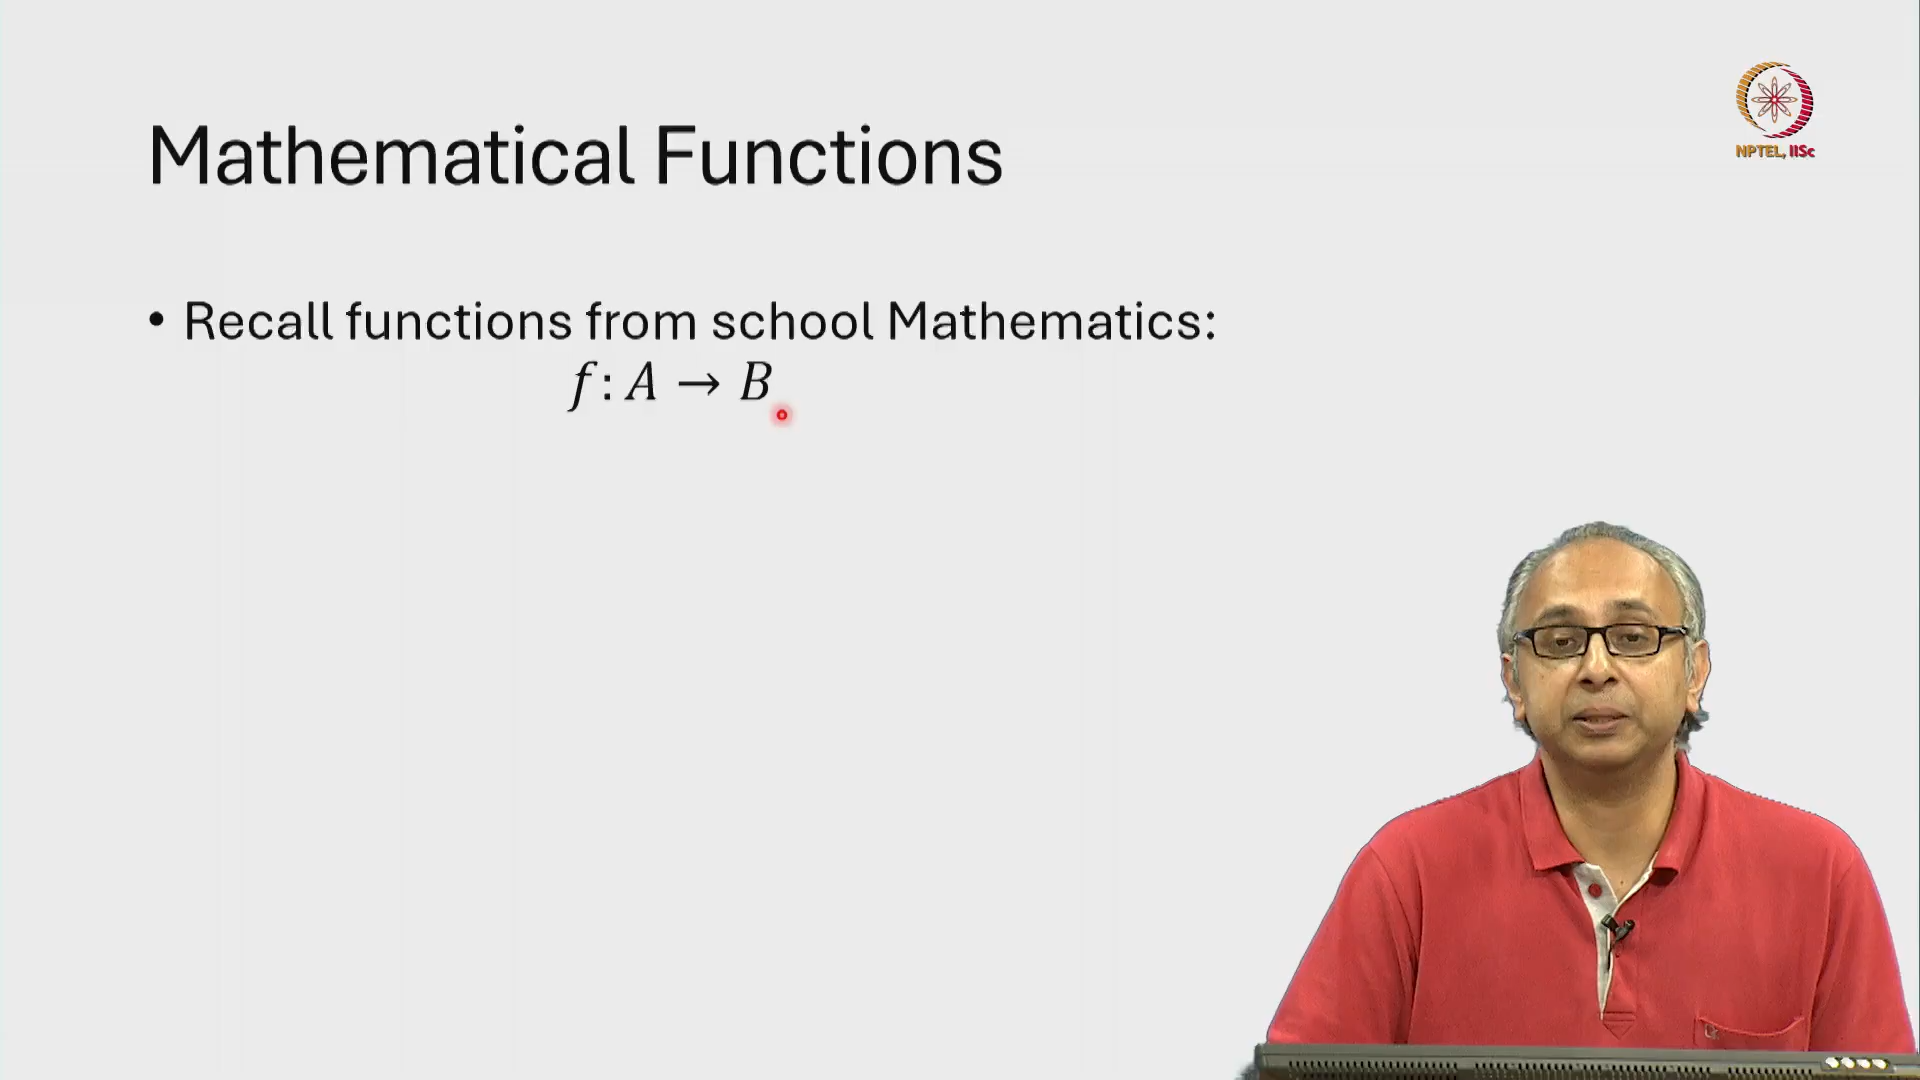 NPTEL, IISc
Mathematical Functions
• Recall functions from school Mathematics:
f : A → B